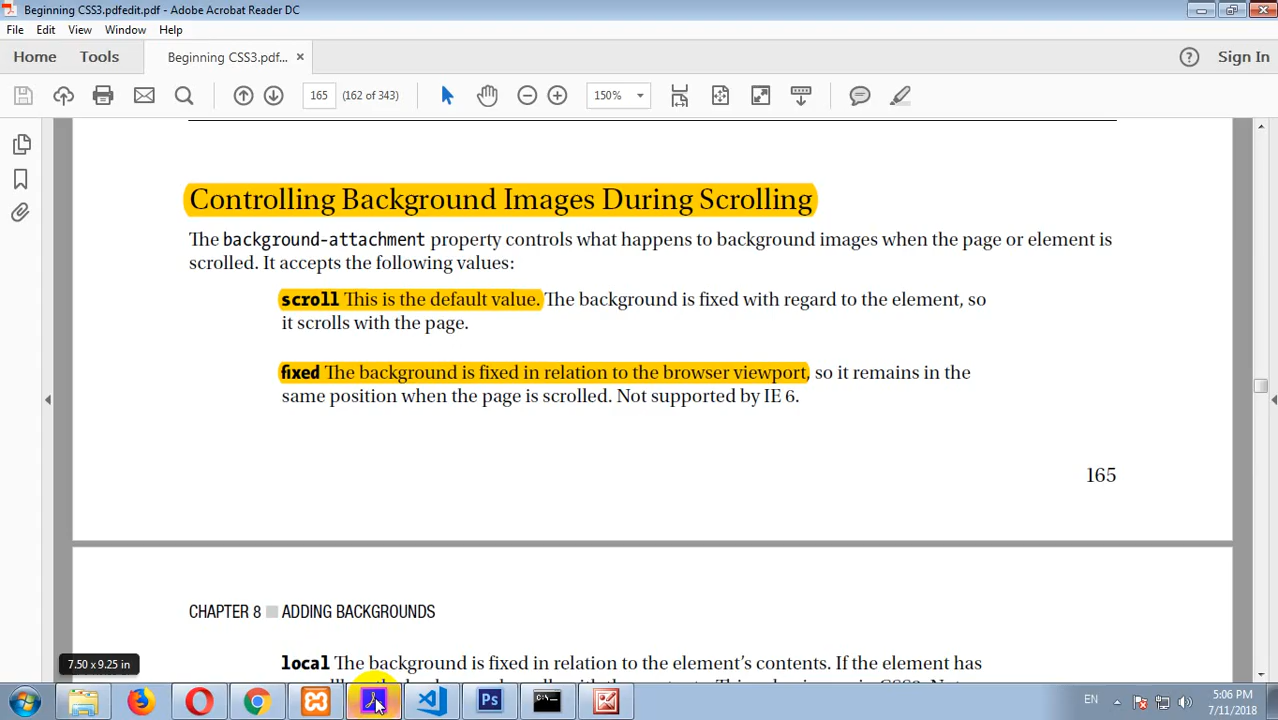 Beginning CSS3.pdfedit.pdf - Adobe Acrobat Reader DC
File Edit View Window Help
Home Tools Beginning CSS3.pdf... × Sign In
165 (162 of 343) 150%
Controlling Background Images During Scrolling
The background-attachment property controls what happens to background images when the page or element is
scrolled. It accepts the following values:
scroll This is the default value. The background is fixed with regard to the element, so
it scrolls with the page.
fixed The background is fixed in relation to the browser viewport, so it remains in the
same position when the page is scrolled. Not supported by IE 6.
165
CHAPTER 8 ADDING BACKGROUNDS
local The background is fixed in relation to the element's contents. If the element has
7.50 x 9.25 in
Ps
EN
5:06 PM
7/11/2018